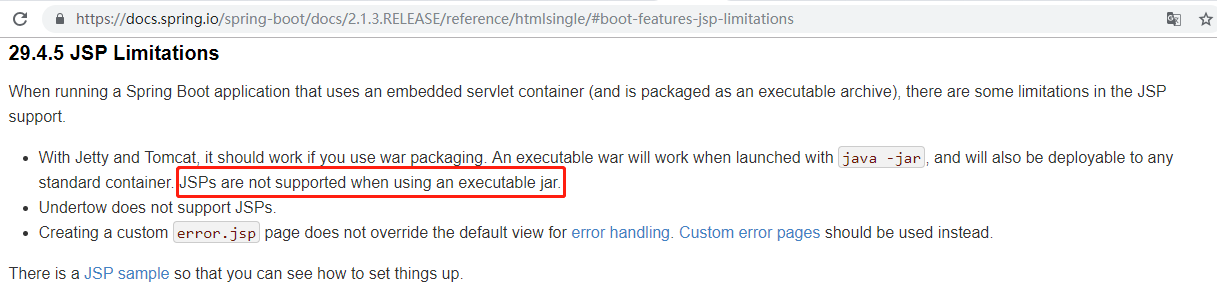 https://docs.spring.io/spring-boot/docs/2.1.3.RELEASE/reference/htmlsingle/#boot-features-jsp-limitations
29.4.5 JSP Limitations
When running a Spring Boot application that uses an embedded servlet container (and is packaged as an executable archive), there are some limitations in the JSP
support.
• With Jetty and Tomcat, it should work if you use war packaging. An executable war will work when launched with java -jar, and will also be deployable to any
standard container. JSPs are not supported when using an executable jar.
• Undertow does not support JSPs.
• Creating a custom error.jsp page does not override the default view for error handling. Custom error pages should be used instead.
There is a JSP sample so that you can see how to set things up.